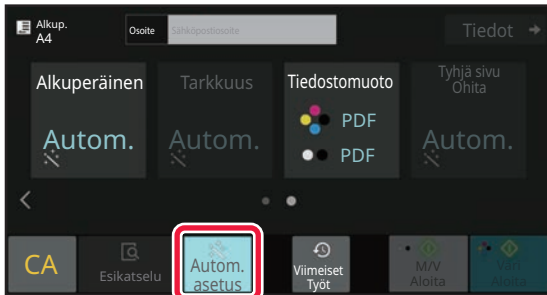 Alkup.
A4
Osoite
Sähköpostiosoite
Tiedot
Alkuperäinen
Autom.
Tarkkuus
Autom.
Tiedostomuoto
PDF
PDF
Tyhjä sivu
Ohita
Autom.
CA
Esikatselu
Autom.
asetus
Viimeiset
Työt
M/V
Aloita
Väri
Aloita